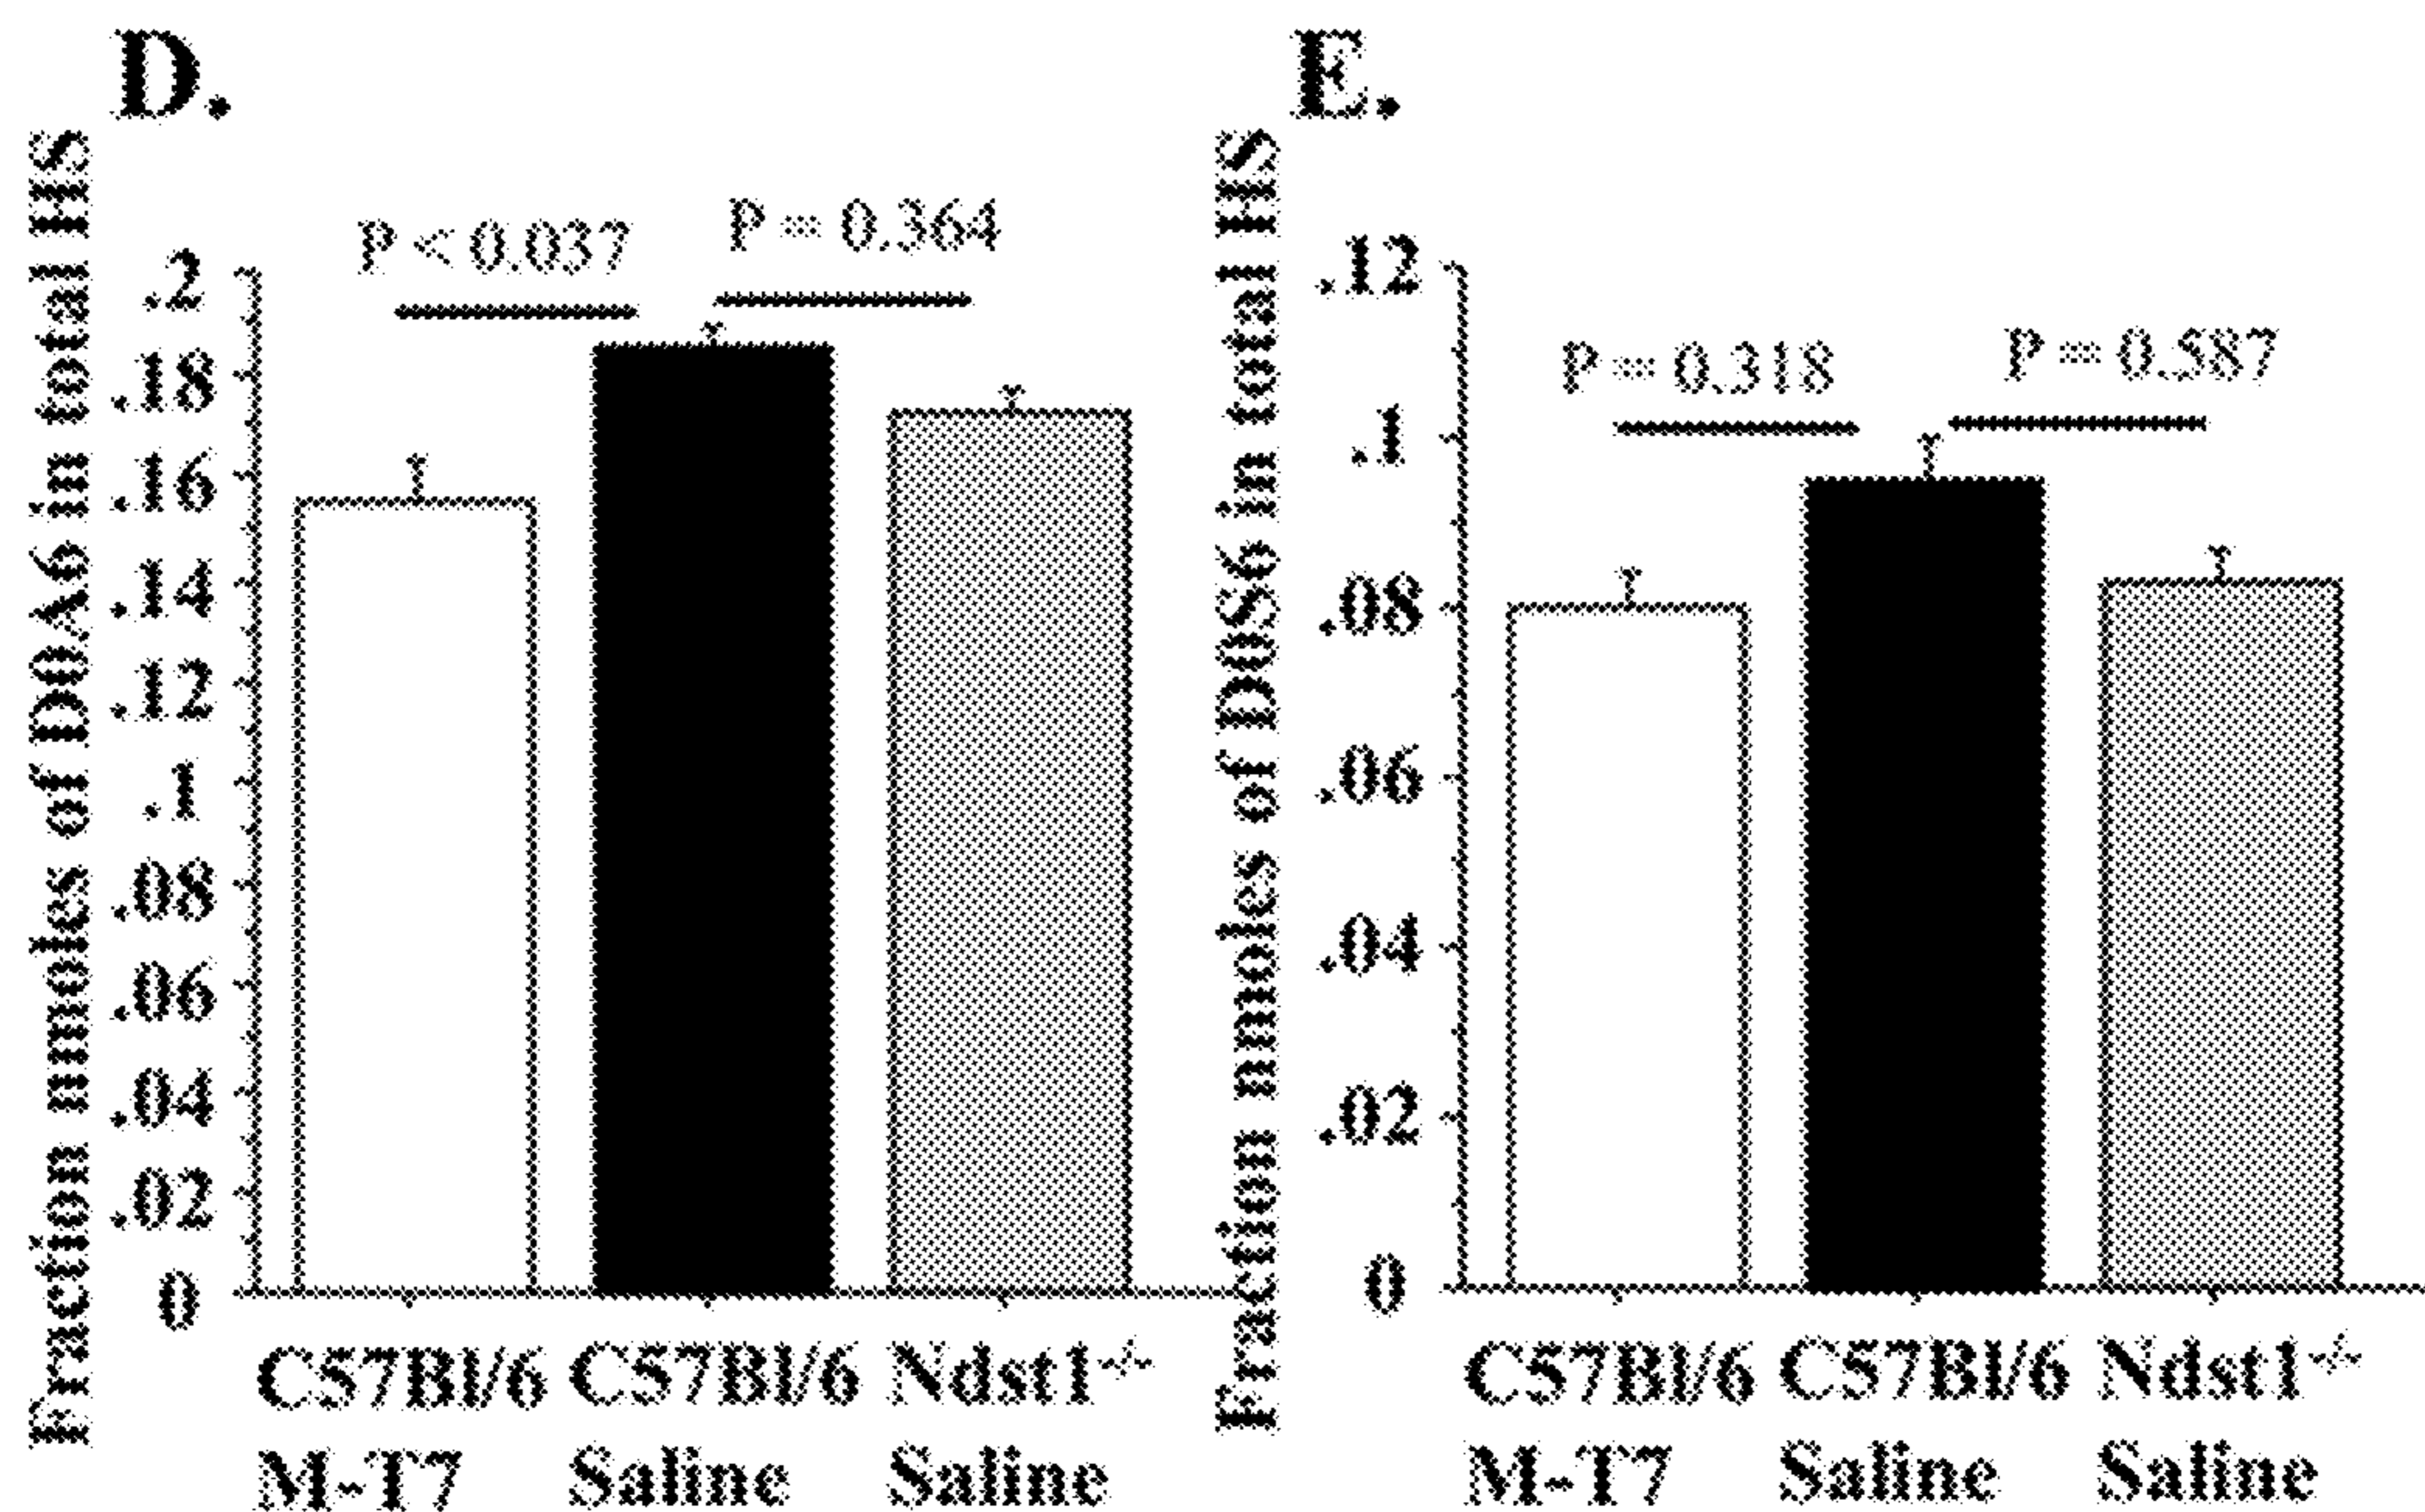 D.
Fraction nmoles of D0A6 in total HS
P < 0.037
P = 0.364
.2
.18
.16
.14
.12
.1
.08
.06
.04
.02
0
C57Bl/6 C57Bl/6 Ndst1-/-
M-T7 Saline Saline
E.
Fraction nmoles of D0S6 in total HS
P = 0.318
P = 0.587
.12
.1
.08
.06
.04
.02
0
C57Bl/6 C57Bl/6 Ndst1-/-
M-T7 Saline Saline